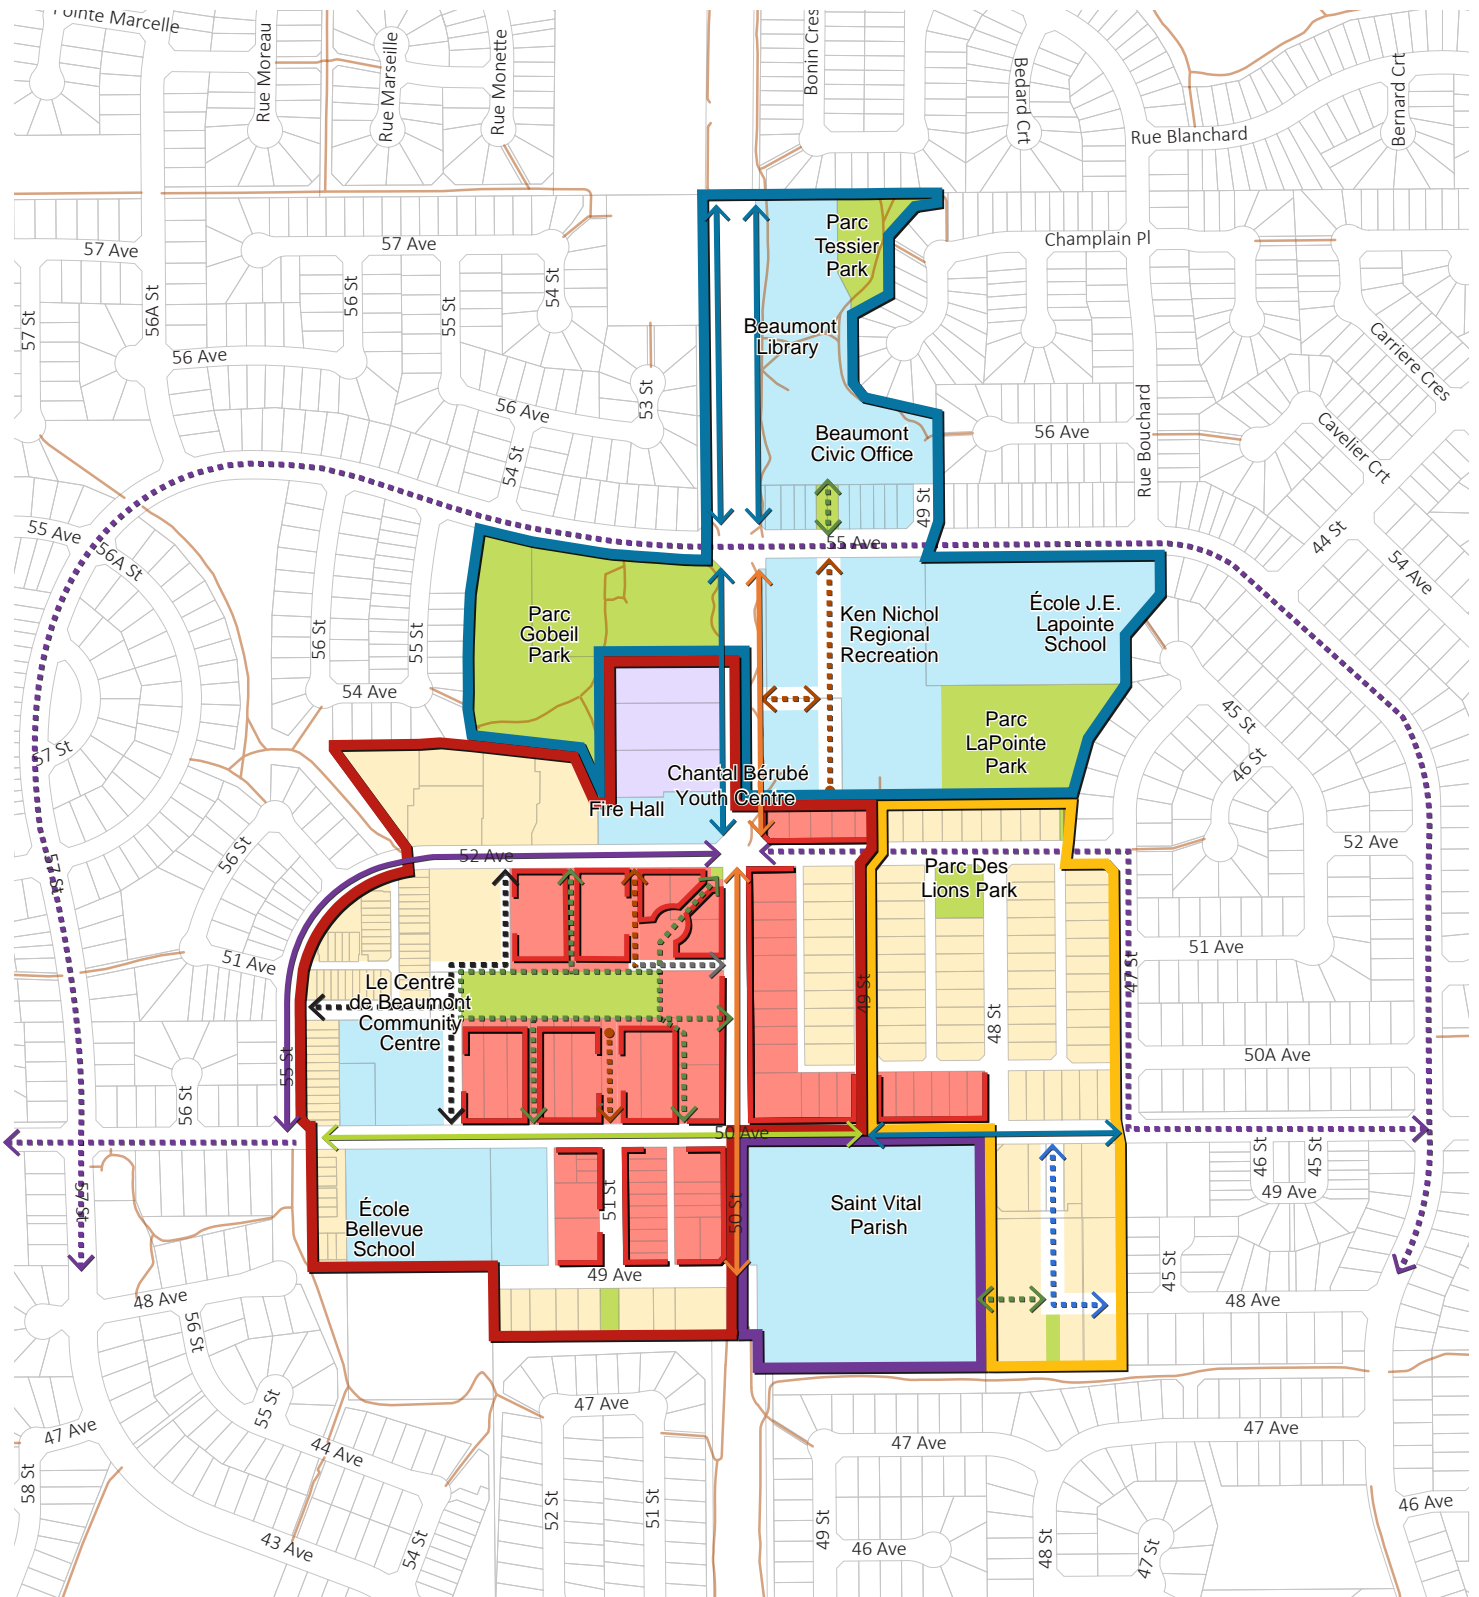 Pointe Marcelle
Rue Moreau
Rue Marseille
Rue Monette
Bonin Cres
Bedard Crt
Rue Blanchard
Bernard Crt
57 Ave
57 Ave
Champlain Pl
Parc
Tessier
Park
57 St
56A St
56 St
55 St
54 St
Beaumont
Library
56 Ave
53 St
Carriere Cres
56 Ave
54 St
Beaumont
Civic Office
56 Ave
Rue Bouchard
Cavelier Crt
49 St
55 Ave
56A St
55 Ave
44 St
54 Ave
56 St
55 St
Parc
Gobeil
Park
Ken Nichol
Regional
Recreation
École J.E.
Lapointe
School
54 Ave
Parc
LaPointe
Park
45 St
46 St
57 St
Chantal Bérubé
Youth Centre
Fire Hall
52 Ave
56 St
52 Ave
57 St
Parc Des
Lions Park
51 Ave
51 Ave
47 St
49 St
48 St
Le Centre
de Beaumont
Community
Centre
50A Ave
55 St
56 St
50 Ave
57 St
École
Bellevue
School
51 St
50 St
Saint Vital
Parish
46 St
45 St
49 Ave
49 Ave
45 St
48 Ave
48 Ave
56 St
55 St
47 Ave
44 Ave
58 St
43 Ave
54 St
47 Ave
52 St
51 St
47 Ave
47 Ave
49 St
46 Ave
48 St
47 St
46 Ave